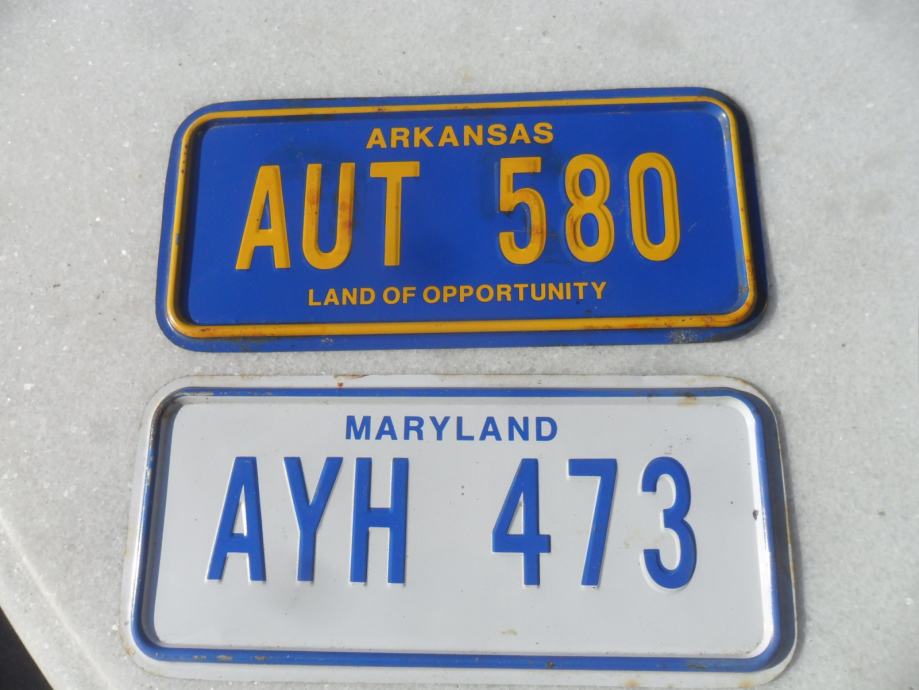 ARKANSAS
AUT 580
LAND OF OPPORTUNITY
MARYLAND
AYH 473